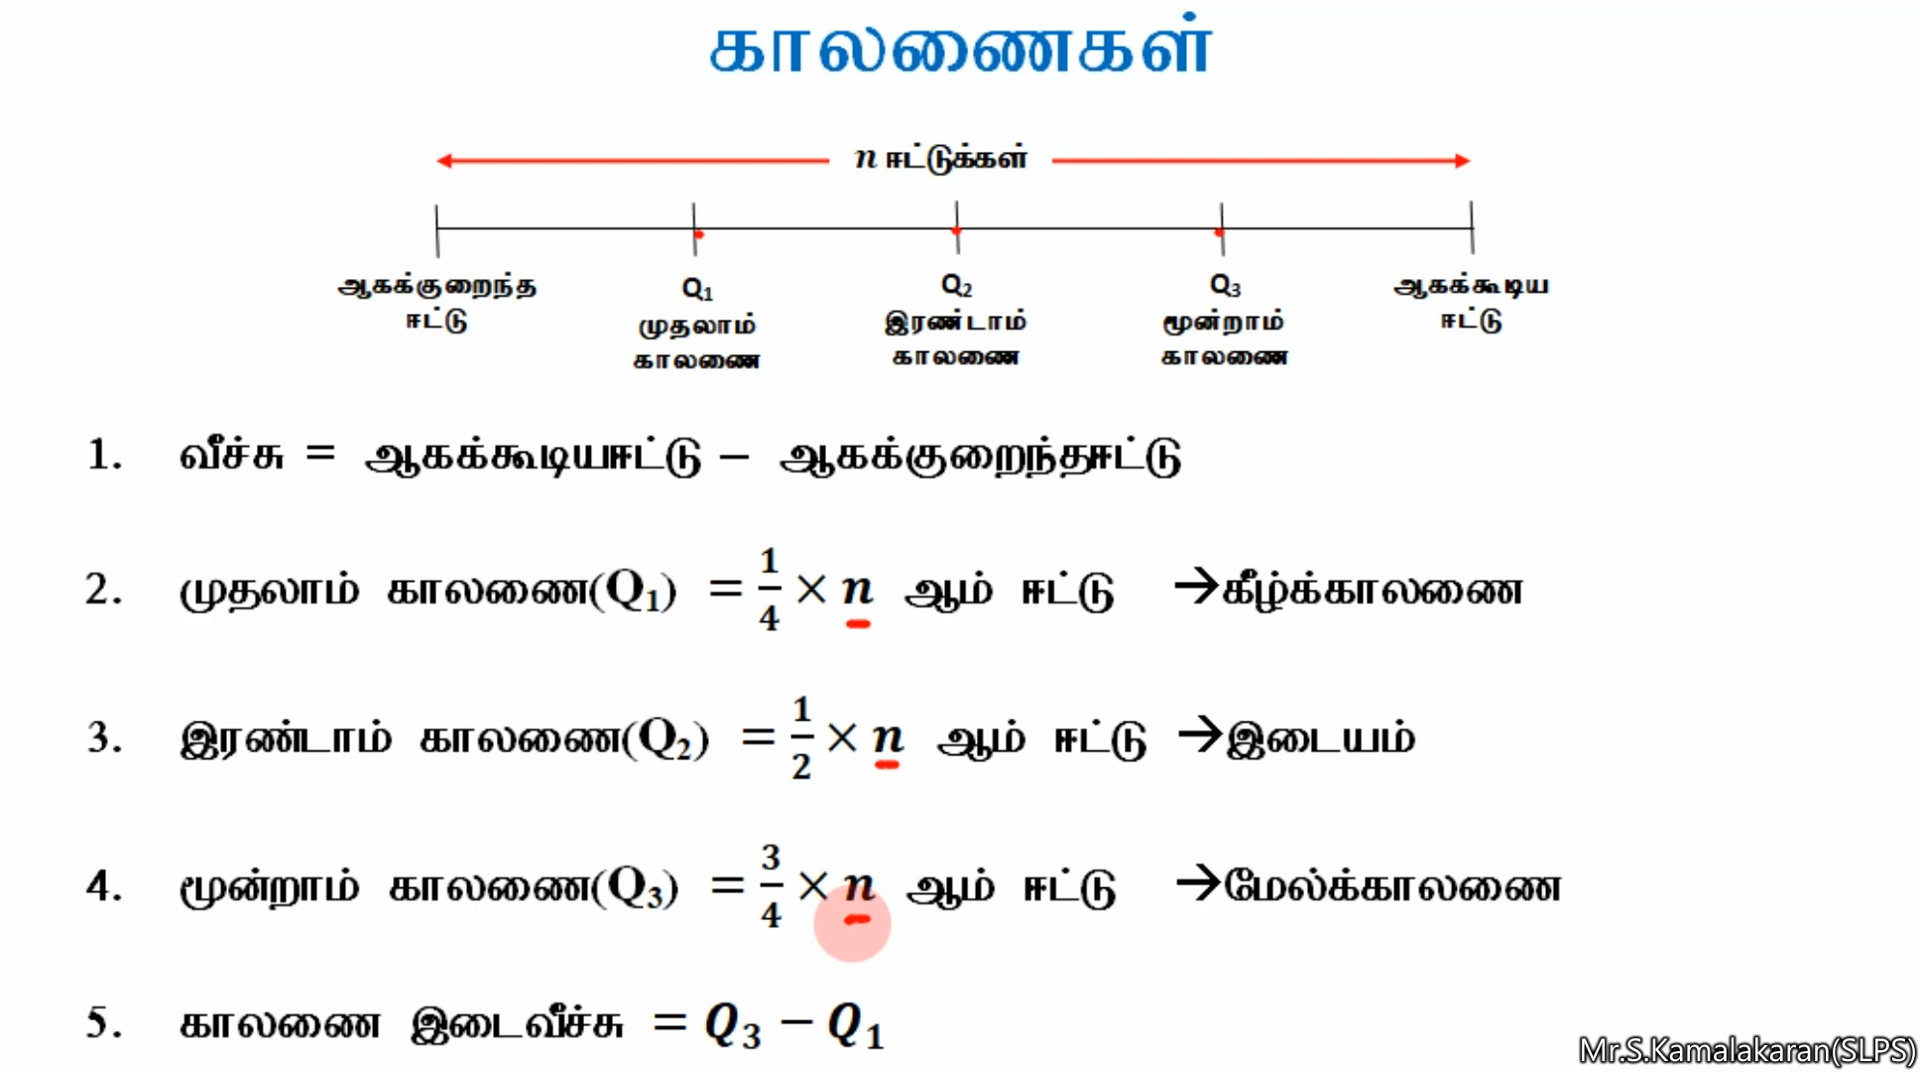 காலணைகள்
n ஈட்டுக்கள்
ஆகக்குறைந்த ஈட்டு
Q₁ முதலாம் காலணை
Q₂ இரண்டாம் காலணை
Q₃ மூன்றாம் காலணை
ஆகக்கூடிய ஈட்டு
1. வீச்சு = ஆகக்கூடியஈட்டு − ஆகக்குறைந்தஈட்டு
2. முதலாம் காலணை(Q₁) = 1/4 × n ஆம் ஈட்டு →கீழ்க்காலணை
3. இரண்டாம் காலணை(Q₂) = 1/2 × n ஆம் ஈட்டு →இடையம்
4. மூன்றாம் காலணை(Q₃) = 3/4 × n ஆம் ஈட்டு →மேல்க்காலணை
5. காலணை இடைவீச்சு = Q₃ − Q₁
Mr.S.Kamalakaran(SLPS)